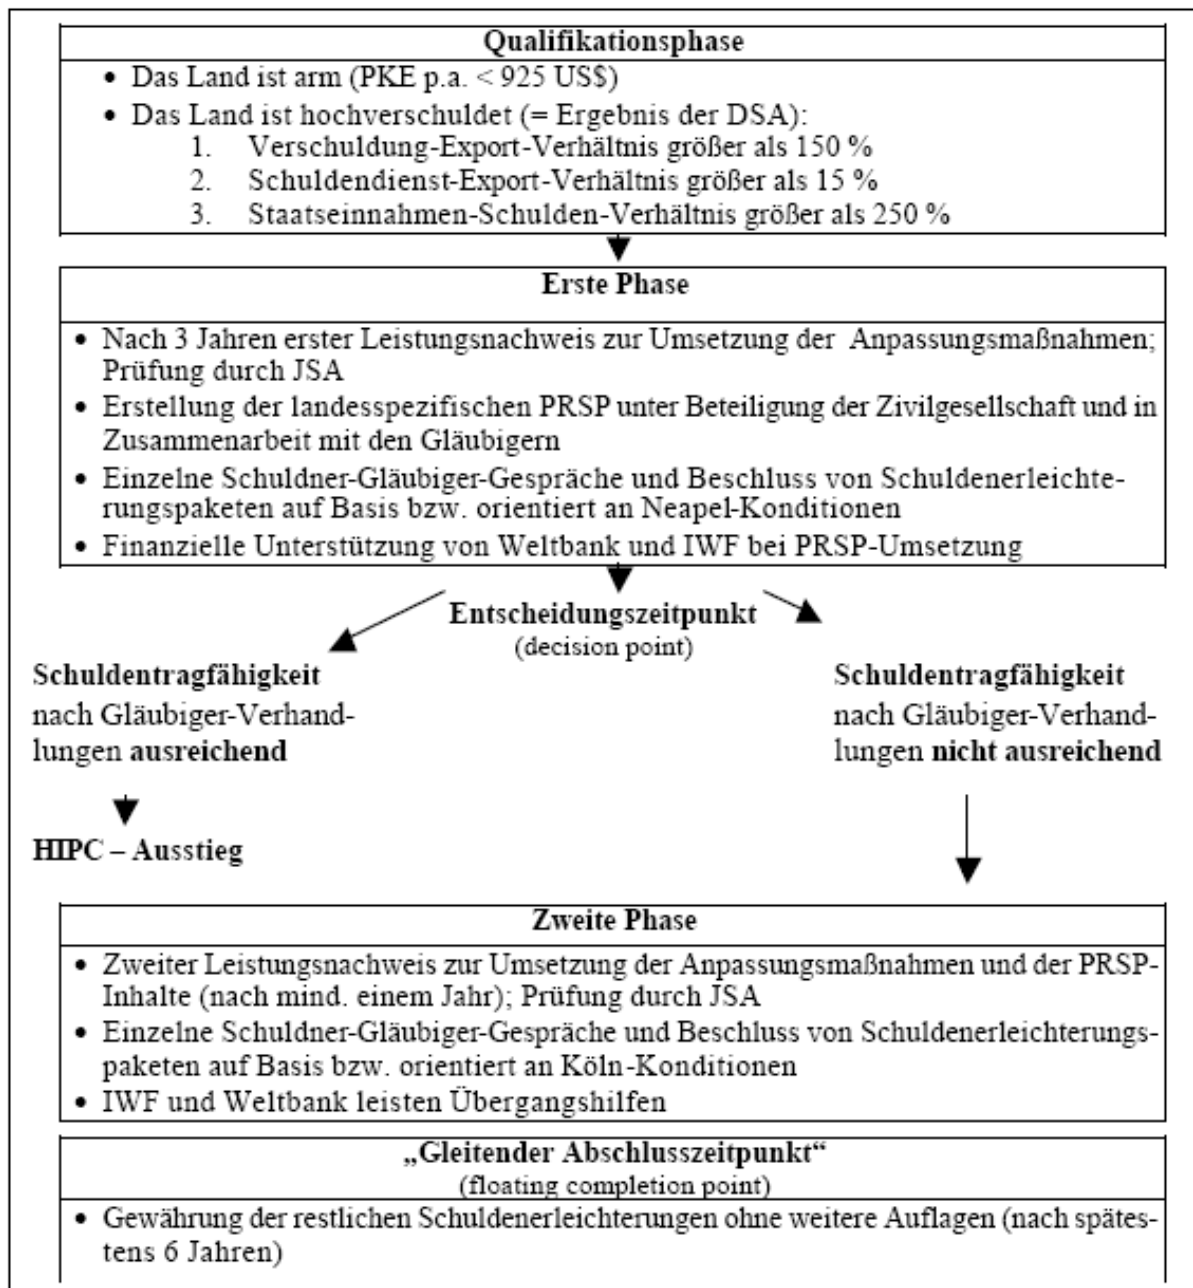 Qualifikationsphase
• Das Land ist arm (PKE p.a. < 925 US$)
• Das Land ist hochverschuldet (= Ergebnis der DSA):
1. Verschuldung-Export-Verhältnis größer als 150 %
2. Schuldendienst-Export-Verhältnis größer als 15 %
3. Staatseinnahmen-Schulden-Verhältnis größer als 250 %
Erste Phase
• Nach 3 Jahren erster Leistungsnachweis zur Umsetzung der Anpassungsmaßnahmen;
Prüfung durch JSA
• Erstellung der landesspezifischen PRSP unter Beteiligung der Zivilgesellschaft und in
Zusammenarbeit mit den Gläubigern
• Einzelne Schuldner-Gläubiger-Gespräche und Beschluss von Schuldenerleichte-
rungspaketen auf Basis bzw. orientiert an Neapel-Konditionen
• Finanzielle Unterstützung von Weltbank und IWF bei PRSP-Umsetzung
Entscheidungszeitpunkt
(decision point)
Schuldentragfähigkeit
nach Gläubiger-Verhand-
lungen ausreichend
Schuldentragfähigkeit
nach Gläubiger-Verhand-
lungen nicht ausreichend
HIPC – Ausstieg
Zweite Phase
• Zweiter Leistungsnachweis zur Umsetzung der Anpassungsmaßnahmen und der PRSP-
Inhalte (nach mind. einem Jahr); Prüfung durch JSA
• Einzelne Schuldner-Gläubiger-Gespräche und Beschluss von Schuldenerleichterungs-
paketen auf Basis bzw. orientiert an Köln-Konditionen
• IWF und Weltbank leisten Übergangshilfen
„Gleitender Abschlusszeitpunkt“
(floating completion point)
• Gewährung der restlichen Schuldenerleichterungen ohne weitere Auflagen (nach spätes-
tens 6 Jahren)